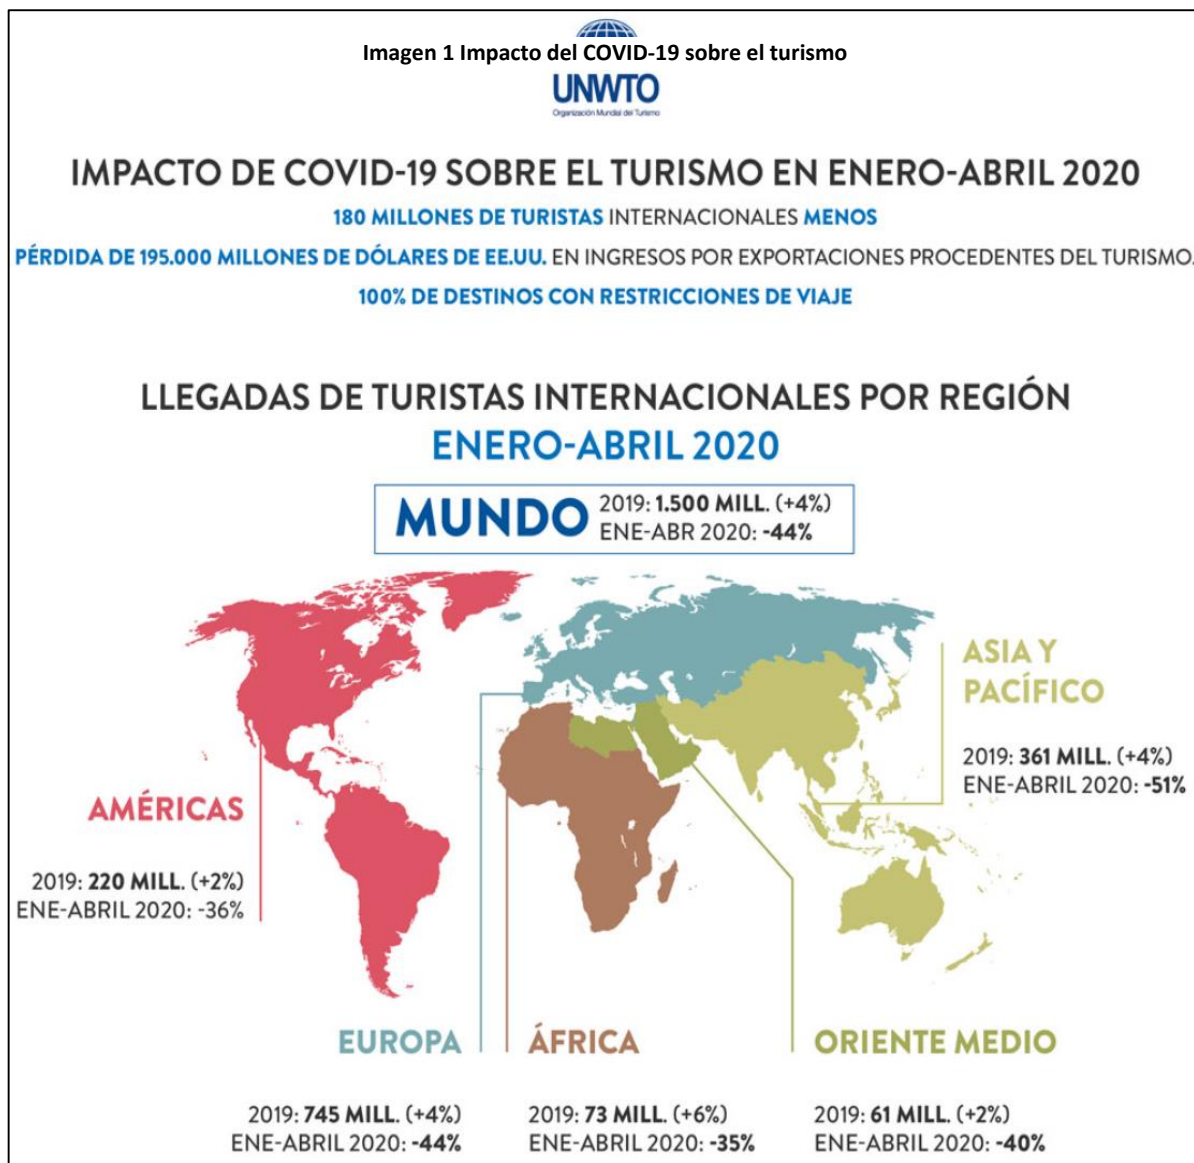 Imagen 1 Impacto del COVID-19 sobre el turismo
UNWTO
Organización Mundial del Turismo
IMPACTO DE COVID-19 SOBRE EL TURISMO EN ENERO-ABRIL 2020
180 MILLONES DE TURISTAS INTERNACIONALES MENOS
PÉRDIDA DE 195.000 MILLONES DE DÓLARES DE EE.UU. EN INGRESOS POR EXPORTACIONES PROCEDENTES DEL TURISMO.
100% DE DESTINOS CON RESTRICCIONES DE VIAJE
LLEGADAS DE TURISTAS INTERNACIONALES POR REGIÓN
ENERO-ABRIL 2020
MUNDO
2019: 1.500 MILL. (+4%)
ENE-ABR 2020: -44%
ASIA Y
PACÍFICO
2019: 361 MILL. (+4%)
ENE-ABRIL 2020: -51%
AMÉRICAS
2019: 220 MILL. (+2%)
ENE-ABRIL 2020: -36%
EUROPA
2019: 745 MILL. (+4%)
ENE-ABRIL 2020: -44%
ÁFRICA
2019: 73 MILL. (+6%)
ENE-ABRIL 2020: -35%
ORIENTE MEDIO
2019: 61 MILL. (+2%)
ENE-ABRIL 2020: -40%